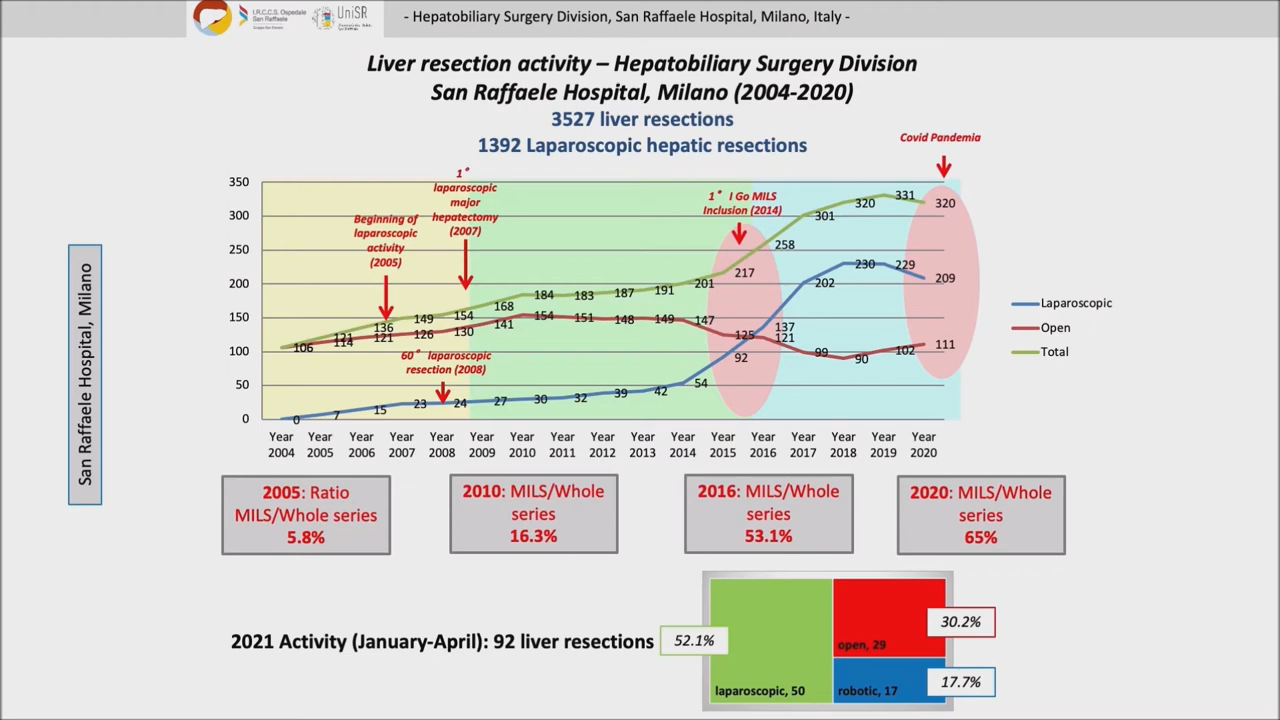 I.R.C.C.S. Ospedale
San Raffaele
UniSR
- Hepatobiliary Surgery Division, San Raffaele Hospital, Milano, Italy -
Liver resection activity – Hepatobiliary Surgery Division
San Raffaele Hospital, Milano (2004-2020)
3527 liver resections
1392 Laparoscopic hepatic resections
Covid Pandemia
1° laparoscopic major hepatectomy (2007)
Beginning of laparoscopic activity (2005)
1° I Go MILS
Inclusion (2014)
60° laparoscopic
resection (2008)
350
300
250
200
150
100
50
0
106 121 136 149 154 168 184 183 187 191 201 217 258 301 320 331 320
114 121 126 130 141 154 151 148 149 147 125 121 99 90 102 111
0 7 15 23 24 27 30 32 39 42 54 92 137 202 230 229 209
Year Year Year Year Year Year Year Year Year Year Year Year Year Year Year Year Year
2004 2005 2006 2007 2008 2009 2010 2011 2012 2013 2014 2015 2016 2017 2018 2019 2020
Laparoscopic
Open
Total
San Raffaele Hospital, Milano
2005: Ratio
MILS/Whole series
5.8%
2010: MILS/Whole
series
16.3%
2016: MILS/Whole
series
53.1%
2020: MILS/Whole
series
65%
2021 Activity (January-April): 92 liver resections
52.1%
laparoscopic, 50
open, 29
30.2%
robotic, 17
17.7%